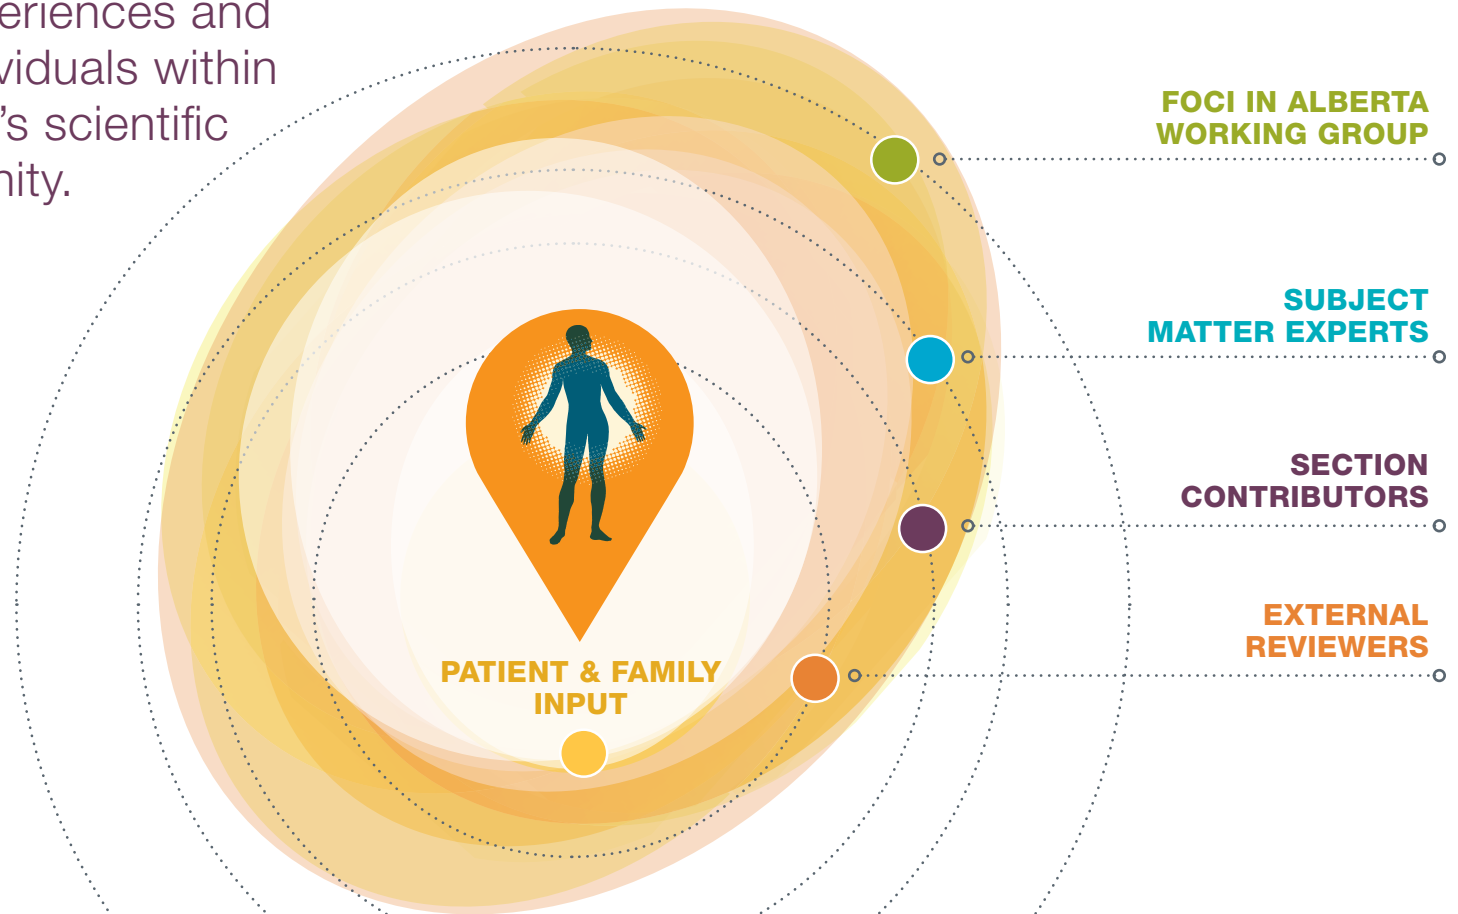 eriences and
viduals within
's scientific
nity.
FOCI IN ALBERTA
WORKING GROUP
SUBJECT
MATTER EXPERTS
SECTION
CONTRIBUTORS
EXTERNAL
REVIEWERS
PATIENT & FAMILY
INPUT